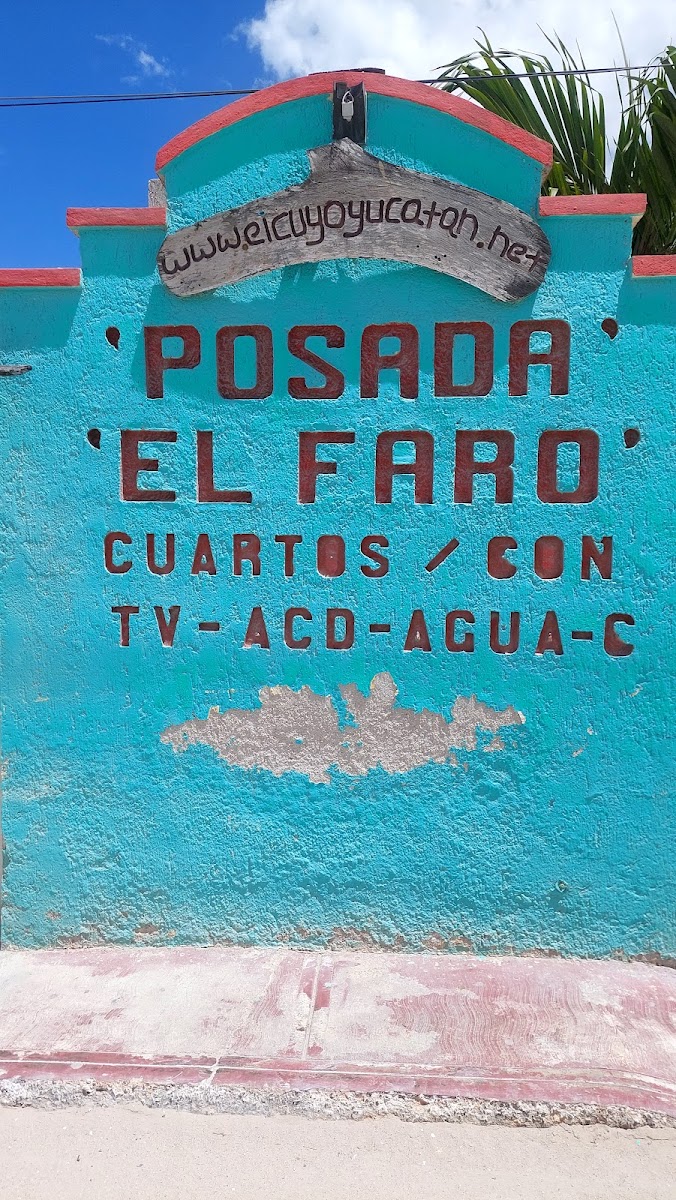 www.elcuyoyucatan.net
'POSADA'
'EL FARO'
CUARTOS / CON
TV-ACD-AGUA-C